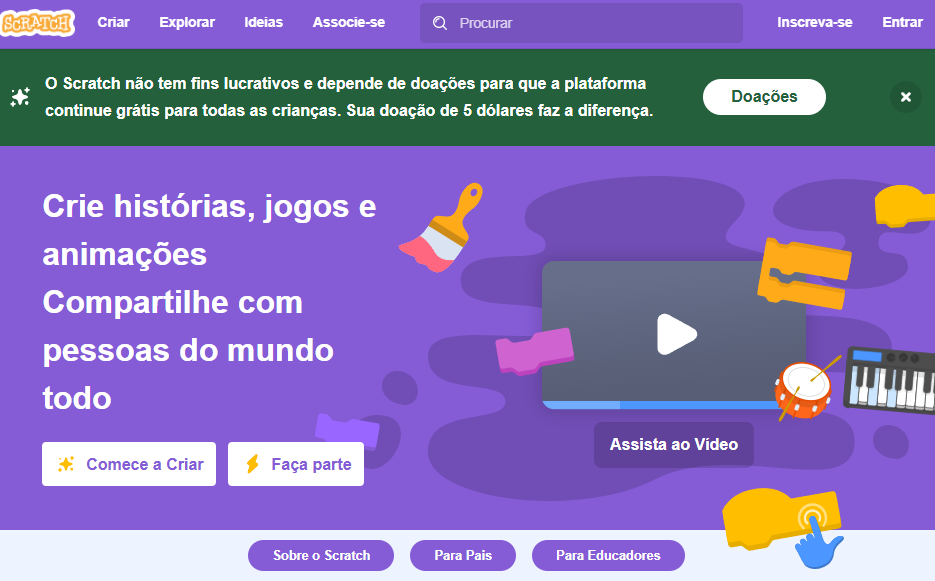 SCRATCH Criar Explorar Ideias Associe-se Procurar Inscreva-se Entrar
O Scratch não tem fins lucrativos e depende de doações para que a plataforma
continue grátis para todas as crianças. Sua doação de 5 dólares faz a diferença.
Doações
Crie histórias, jogos e
animações
Compartilhe com
pessoas do mundo
todo
Comece a Criar
Faça parte
Assista ao Vídeo
Sobre o Scratch
Para Pais
Para Educadores